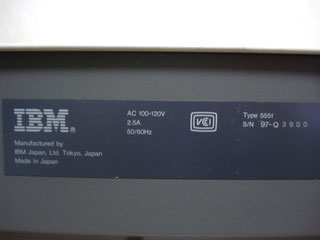 IBM®
AC 100-120V
2.5A
50/60Hz
VCI
Type 5551
S/N 97-Q3900
Manufactured by
IBM Japan, Ltd. Tokyo, Japan
Made in Japan